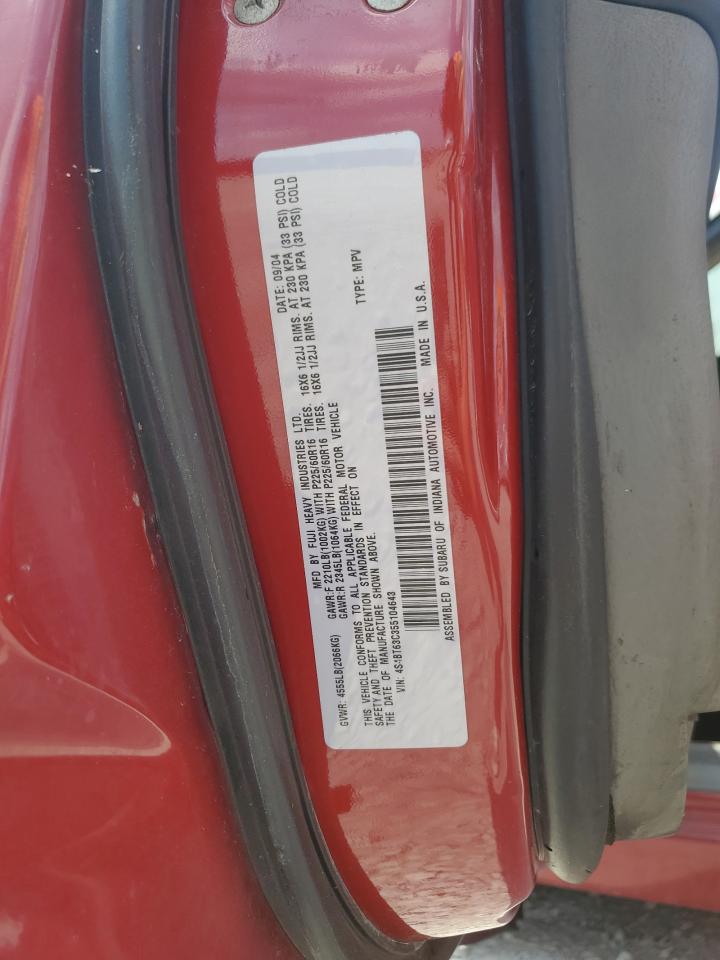 MFD BY FUJI HEAVY INDUSTRIES LTD. DATE: 09/04
GVWR: 4555LB(2066KG) GAWR:F 2210LB(1002KG) WITH P225/60R16 TIRES. 16X6 1/2JJ RIMS. AT 230 KPA (33 PSI) COLD
GAWR:R 2345LB(1064KG) WITH P225/60R16 TIRES. 16X6 1/2JJ RIMS. AT 230 KPA (33 PSI) COLD
THIS VEHICLE CONFORMS TO ALL APPLICABLE FEDERAL MOTOR VEHICLE
SAFETY AND THEFT PREVENTION STANDARDS IN EFFECT ON
THE DATE OF MANUFACTURE SHOWN ABOVE. TYPE: MPV
VIN: 4S4BT63C355104643
ASSEMBLED BY SUBARU OF INDIANA AUTOMOTIVE INC. MADE IN U.S.A.